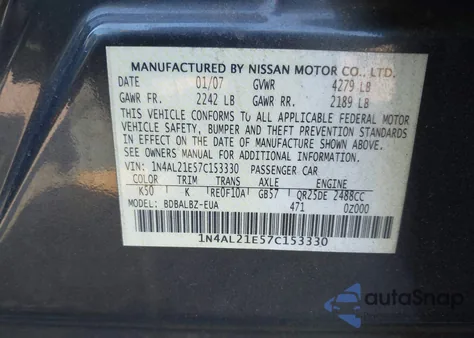 MANUFACTURED BY NISSAN MOTOR CO., LTD.
DATE 01/07 GVWR 4279 LB
GAWR FR. 2242 LB GAWR RR. 2189 LB
THIS VEHICLE CONFORMS TO ALL APPLICABLE FEDERAL MOTOR
VEHICLE SAFETY, BUMPER AND THEFT PREVENTION STANDARDS
IN EFFECT ON THE DATE OF MANUFACTURE SHOWN ABOVE.
SEE OWNERS MANUAL FOR ADDITIONAL INFORMATION.
VIN: 1N4AL21E57C153330 PASSENGER CAR
COLOR TRIM TRANS AXLE ENGINE
K50 K RE0F10A GB57 QR25DE 2488CC
MODEL BDBALBZ-EUA 471 0Z000
1N4AL21E57C153330
autoSnap